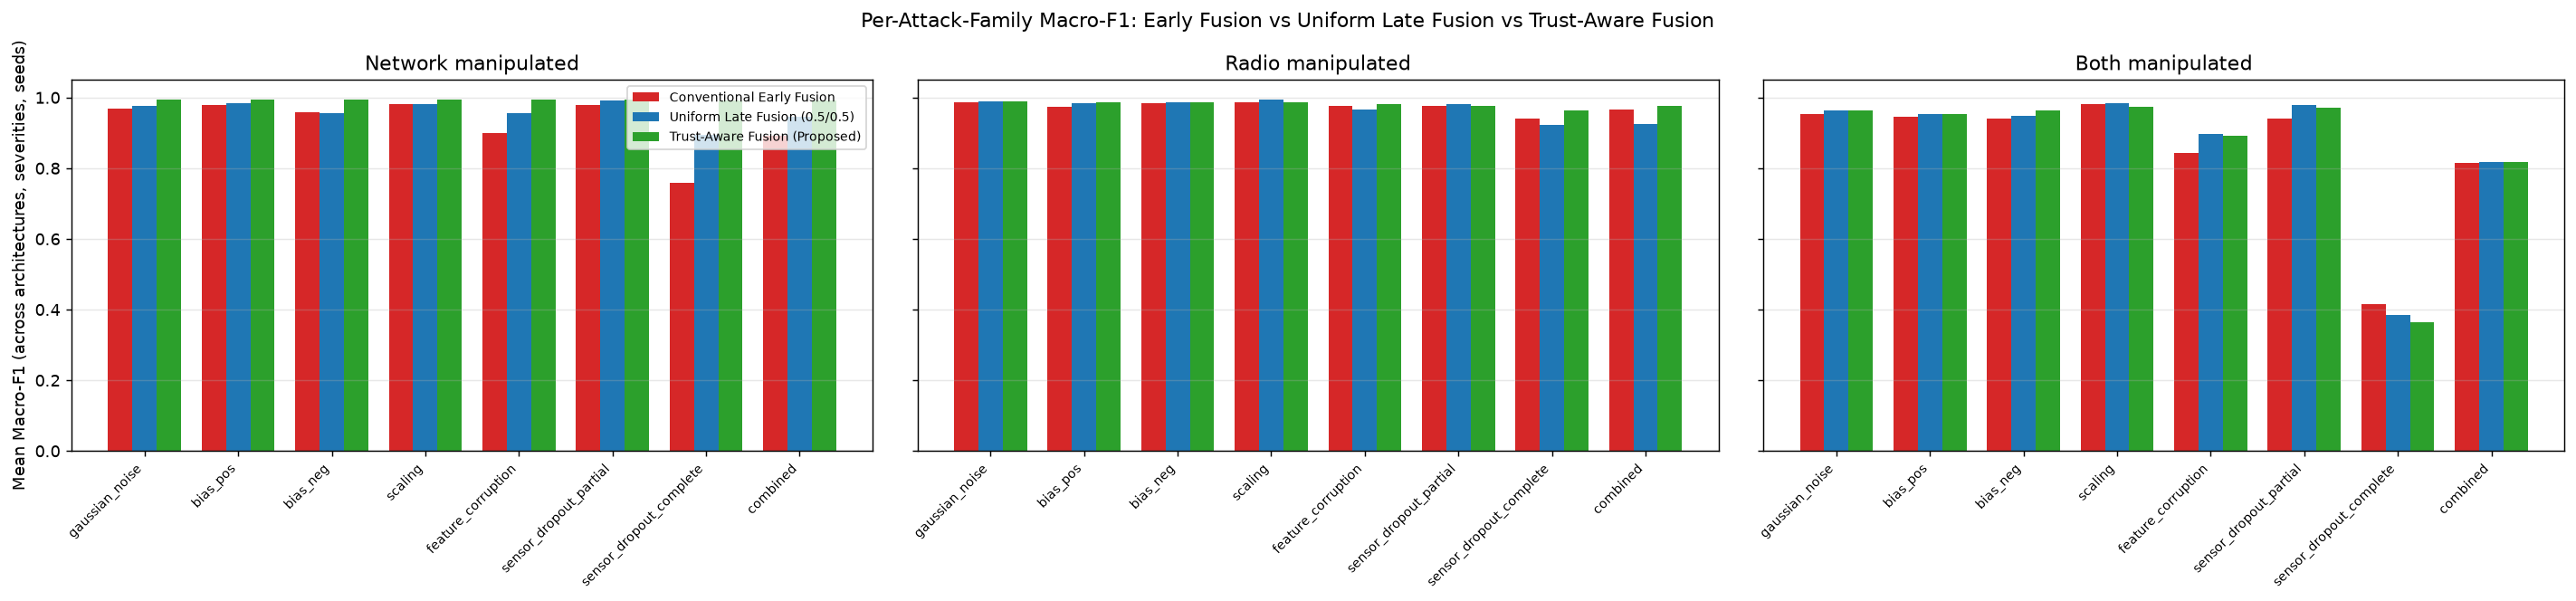 Per-Attack-Family Macro-F1: Early Fusion vs Uniform Late Fusion vs Trust-Aware Fusion
Mean Macro-F1 (across architectures, severities, seeds)
Network manipulated
1.0
0.8
0.6
0.4
0.2
0.0
Conventional Early Fusion
Uniform Late Fusion (0.5/0.5)
Trust-Aware Fusion (Proposed)
gaussian_noise
bias_pos
bias_neg
scaling
feature_corruption
sensor_dropout_partial
sensor_dropout_complete
combined
Radio manipulated
gaussian_noise
bias_pos
bias_neg
scaling
feature_corruption
sensor_dropout_partial
sensor_dropout_complete
combined
Both manipulated
gaussian_noise
bias_pos
bias_neg
scaling
feature_corruption
sensor_dropout_partial
sensor_dropout_complete
combined